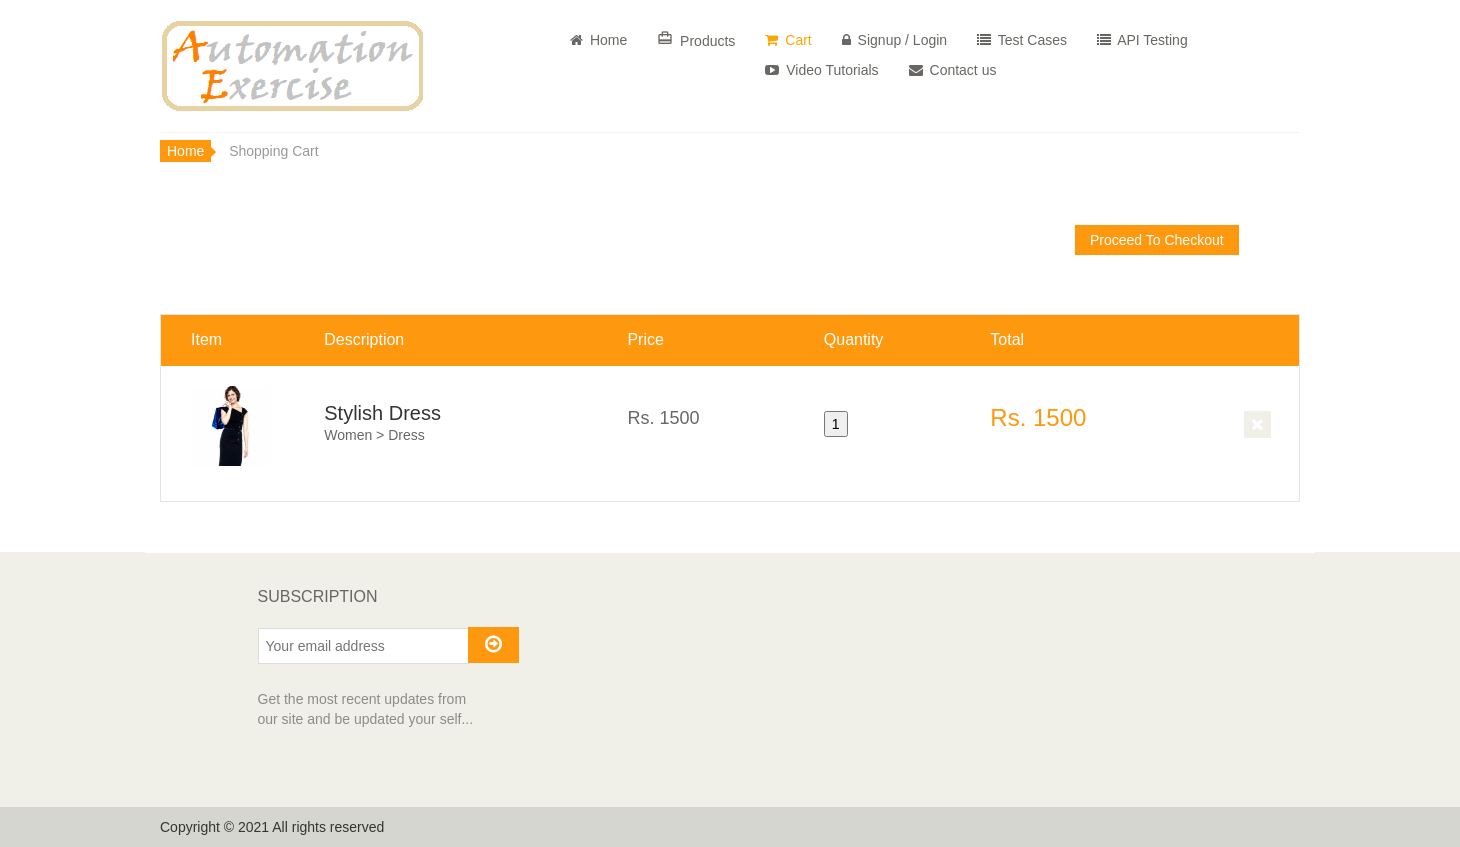 Automation
Exercise
Home Products Cart Signup / Login Test Cases API Testing
Video Tutorials Contact us
Home Shopping Cart
Proceed To Checkout
Item Description Price Quantity Total
Stylish Dress
Women > Dress
Rs. 1500 1 Rs. 1500
SUBSCRIPTION
Your email address
Get the most recent updates from
our site and be updated your self...
Copyright © 2021 All rights reserved